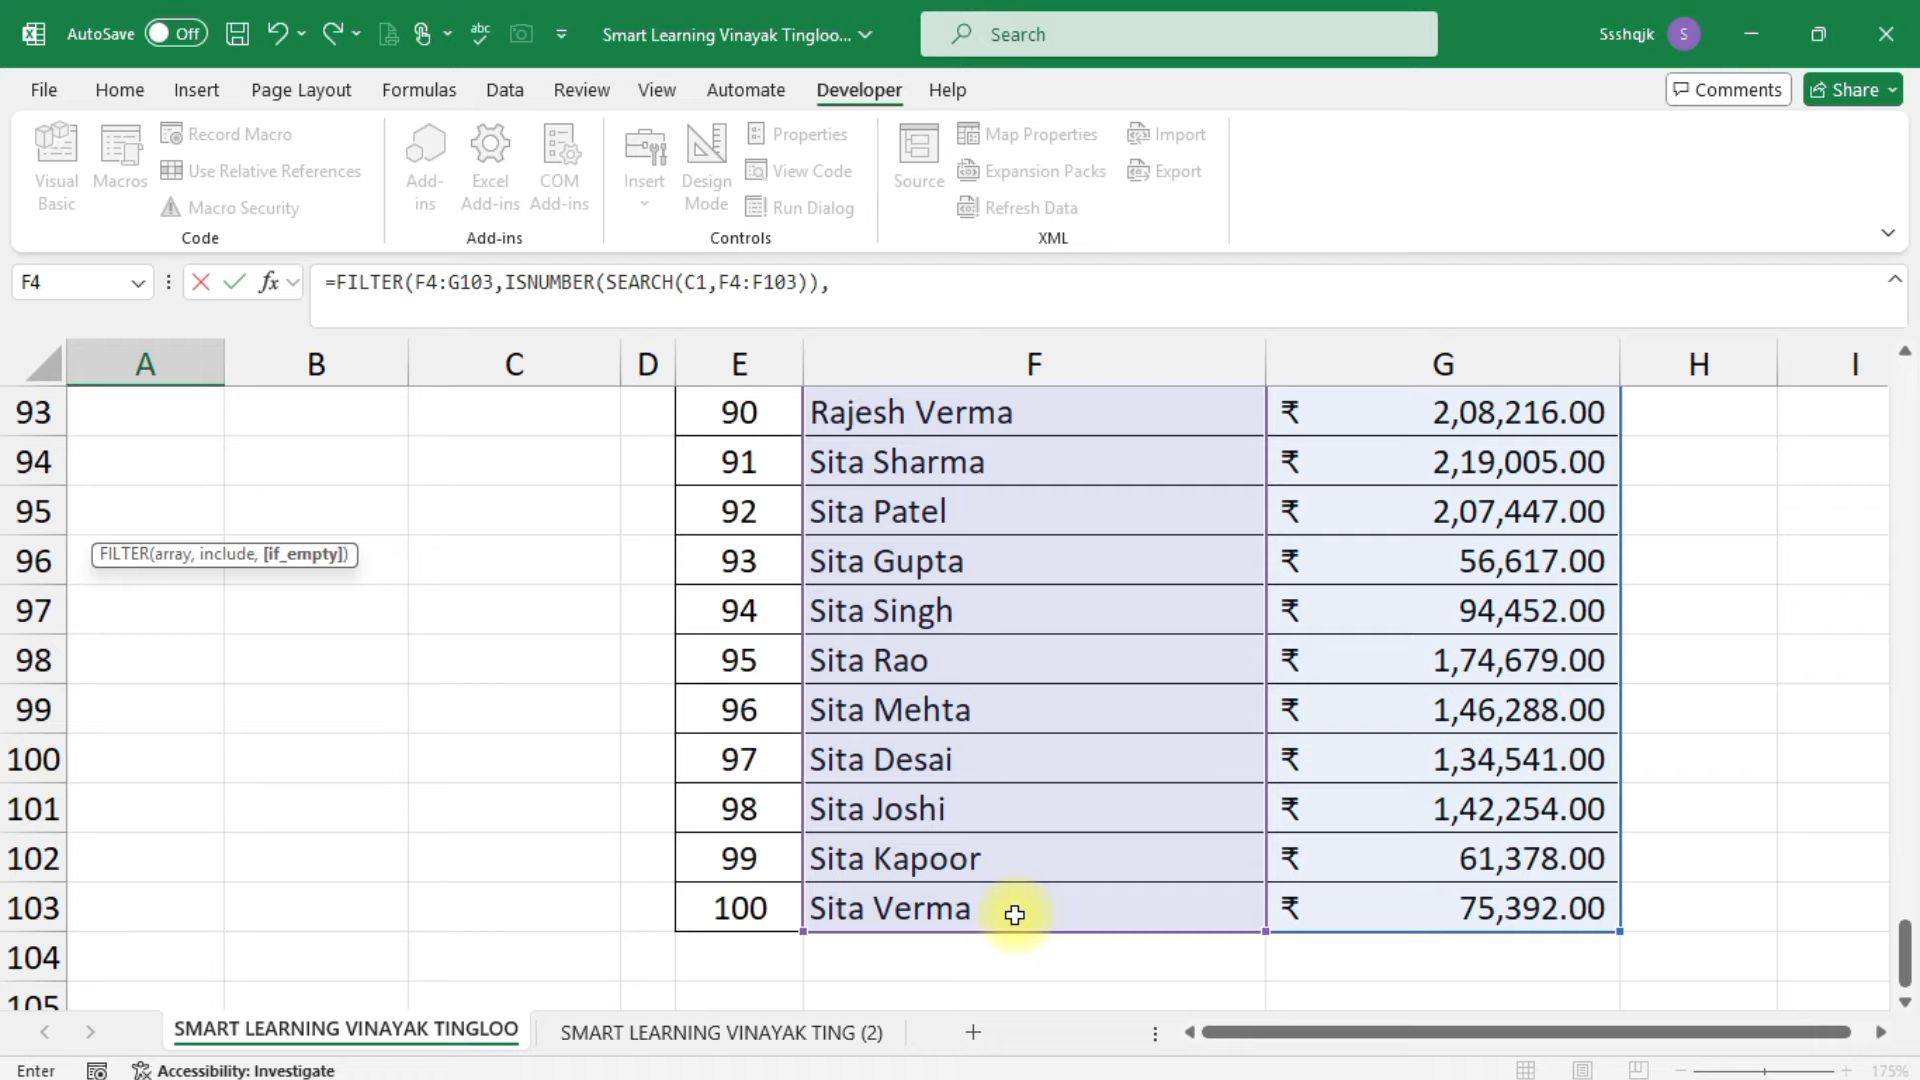 AutoSave Off abc Smart Learning Vinayak Tingloo... Search Ssshqjk S
File Home Insert Page Layout Formulas Data Review View Automate Developer Help Comments Share
Visual Basic
Macros
Record Macro
Use Relative References
Macro Security
Code
Add-ins
Excel Add-ins
COM Add-ins
Add-ins
Insert
Design Mode
Properties
View Code
Run Dialog
Controls
Source
Map Properties
Expansion Packs
Refresh Data
Import
Export
XML
F4 fx =FILTER(F4:G103,ISNUMBER(SEARCH(C1,F4:F103)),
A B C D E F G H I
93 90 Rajesh Verma ₹ 2,08,216.00
94 91 Sita Sharma ₹ 2,19,005.00
95 92 Sita Patel ₹ 2,07,447.00
FILTER(array, include, [if_empty])
96 93 Sita Gupta ₹ 56,617.00
97 94 Sita Singh ₹ 94,452.00
98 95 Sita Rao ₹ 1,74,679.00
99 96 Sita Mehta ₹ 1,46,288.00
100 97 Sita Desai ₹ 1,34,541.00
101 98 Sita Joshi ₹ 1,42,254.00
102 99 Sita Kapoor ₹ 61,378.00
103 100 Sita Verma ₹ 75,392.00
104
105
SMART LEARNING VINAYAK TINGLOO SMART LEARNING VINAYAK TING (2)
Enter Accessibility: Investigate 175%